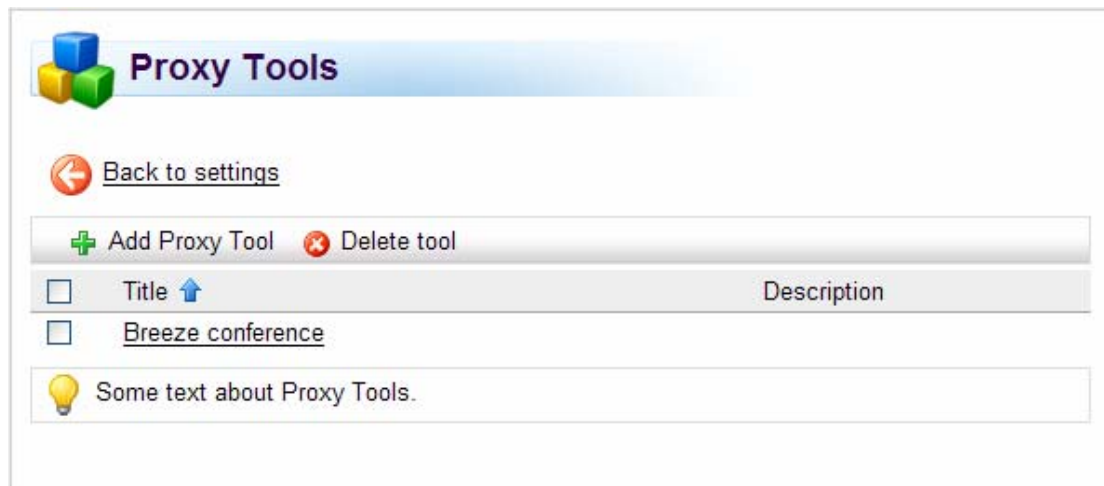 Proxy Tools
Back to settings
Add Proxy Tool Delete tool
Title Description
Breeze conference
Some text about Proxy Tools.